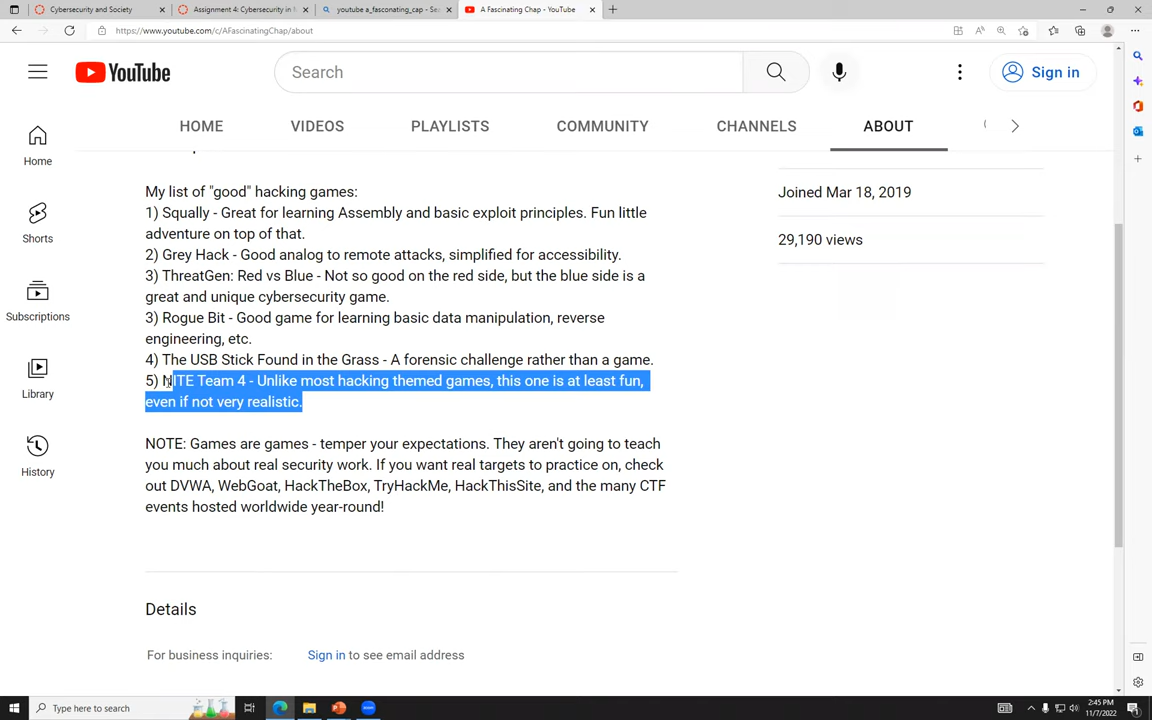 Cybersecurity and Society
Assignment 4: Cybersecurity in M
youtube a_fasconating_cap - Sea
A Fascinating Chap - YouTube
https://www.youtube.com/c/AFascinatingChap/about
YouTube
Search
Sign in
HOME
VIDEOS
PLAYLISTS
COMMUNITY
CHANNELS
ABOUT
Home
Shorts
Subscriptions
Library
History
My list of "good" hacking games:
1) Squally - Great for learning Assembly and basic exploit principles. Fun little
adventure on top of that.
2) Grey Hack - Good analog to remote attacks, simplified for accessibility.
3) ThreatGen: Red vs Blue - Not so good on the red side, but the blue side is a
great and unique cybersecurity game.
3) Rogue Bit - Good game for learning basic data manipulation, reverse
engineering, etc.
4) The USB Stick Found in the Grass - A forensic challenge rather than a game.
5) NITE Team 4 - Unlike most hacking themed games, this one is at least fun,
even if not very realistic.
NOTE: Games are games - temper your expectations. They aren't going to teach
you much about real security work. If you want real targets to practice on, check
out DVWA, WebGoat, HackTheBox, TryHackMe, HackThisSite, and the many CTF
events hosted worldwide year-round!
Details
For business inquiries: Sign in to see email address
Joined Mar 18, 2019
29,190 views
Type here to search
2:45 PM
11/7/2022